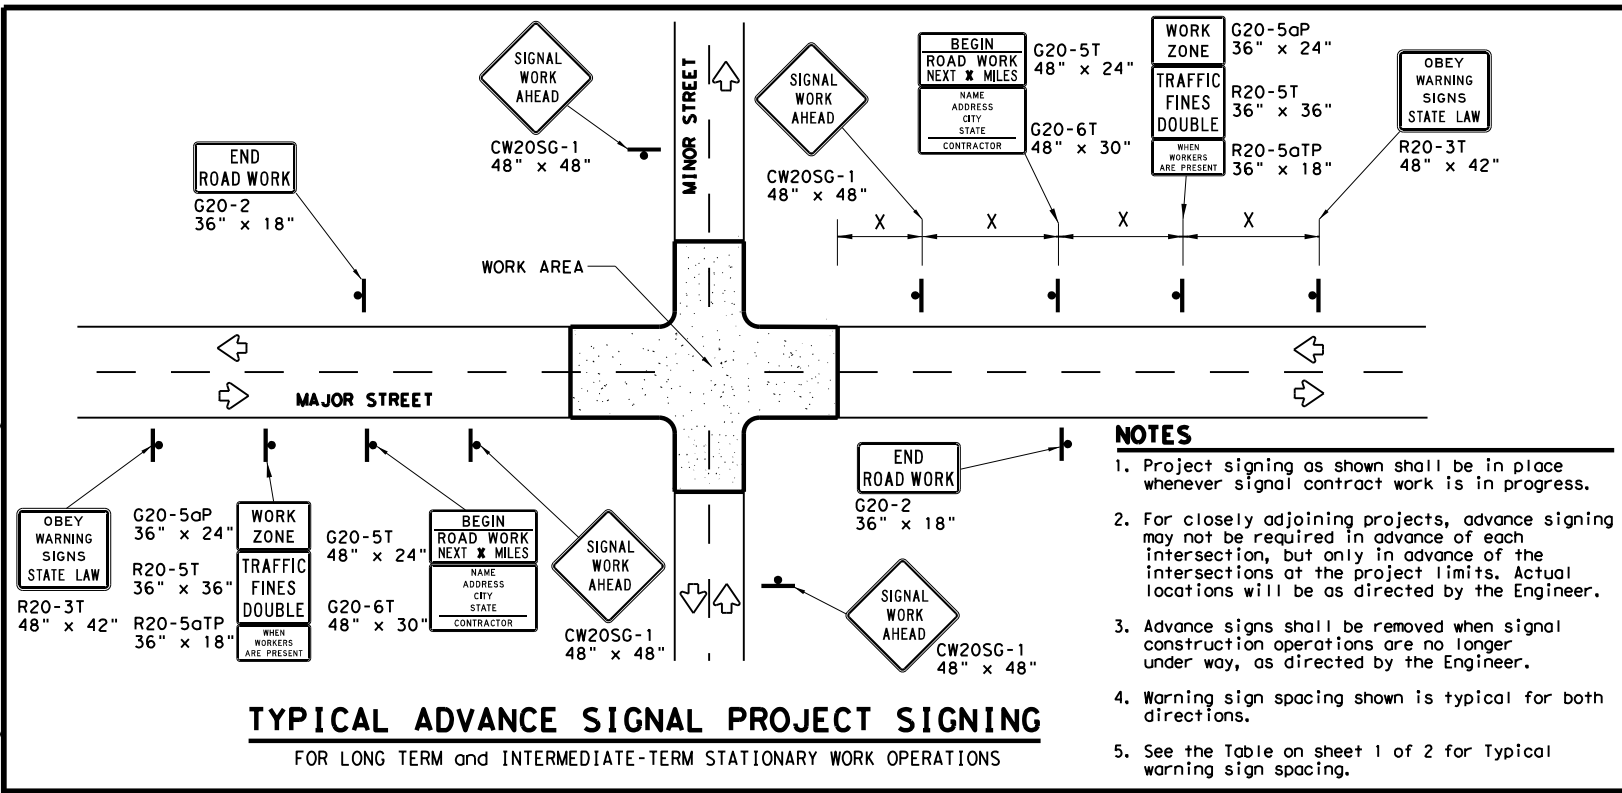 SIGNAL
WORK
AHEAD
CW20SG-1
48" x 48"
END
ROAD WORK
G20-2
36" x 18"
MINOR STREET
SIGNAL
WORK
AHEAD
CW20SG-1
48" x 48"
BEGIN
ROAD WORK
NEXT X MILES
G20-5T
48" x 24"
NAME
ADDRESS
CITY
STATE
CONTRACTOR
G20-6T
48" x 30"
WORK
ZONE
G20-5aP
36" x 24"
TRAFFIC
FINES
DOUBLE
R20-5T
36" x 36"
WHEN
WORKERS
ARE PRESENT
R20-5aTP
36" x 18"
OBEY
WARNING
SIGNS
STATE LAW
R20-3T
48" x 42"
X
X
X
X
WORK AREA
MAJOR STREET
OBEY
WARNING
SIGNS
STATE LAW
R20-3T
48" x 42"
G20-5aP
36" x 24"
WORK
ZONE
R20-5T
36" x 36"
TRAFFIC
FINES
DOUBLE
R20-5aTP
36" x 18"
WHEN
WORKERS
ARE PRESENT
G20-5T
48" x 24"
BEGIN
ROAD WORK
NEXT X MILES
G20-6T
48" x 30"
NAME
ADDRESS
CITY
STATE
CONTRACTOR
SIGNAL
WORK
AHEAD
CW20SG-1
48" x 48"
END
ROAD WORK
G20-2
36" x 18"
SIGNAL
WORK
AHEAD
CW20SG-1
48" x 48"
TYPICAL ADVANCE SIGNAL PROJECT SIGNING
FOR LONG TERM and INTERMEDIATE-TERM STATIONARY WORK OPERATIONS
NOTES
1. Project signing as shown shall be in place
whenever signal contract work is in progress.
2. For closely adjoining projects, advance signing
may not be required in advance of each
intersection, but only in advance of the
intersections at the project limits. Actual
locations will be as directed by the Engineer.
3. Advance signs shall be removed when signal
construction operations are no longer
under way, as directed by the Engineer.
4. Warning sign spacing shown is typical for both
directions.
5. See the Table on sheet 1 of 2 for Typical
warning sign spacing.